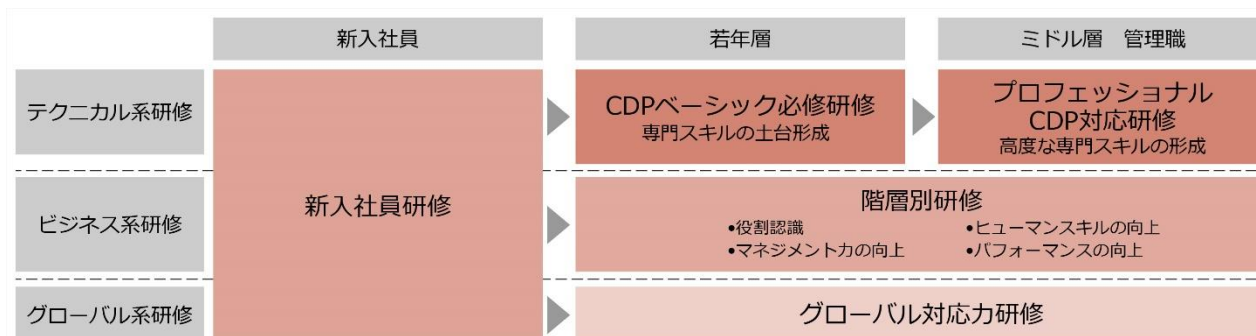 新入社員
若年層
ミドル層　管理職
テクニカル系研修
新入社員研修
CDPベーシック必修研修
専門スキルの土台形成
プロフェッショナル
CDP対応研修
高度な専門スキルの形成
ビジネス系研修
階層別研修
•役割認識
•ヒューマンスキルの向上
•マネジメント力の向上
•パフォーマンスの向上
グローバル系研修
グローバル対応力研修